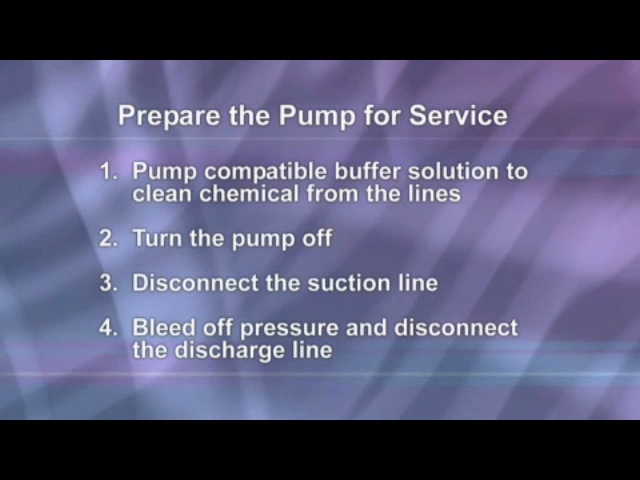 Prepare the Pump for Service
1. Pump compatible buffer solution to
clean chemical from the lines
2. Turn the pump off
3. Disconnect the suction line
4. Bleed off pressure and disconnect
the discharge line